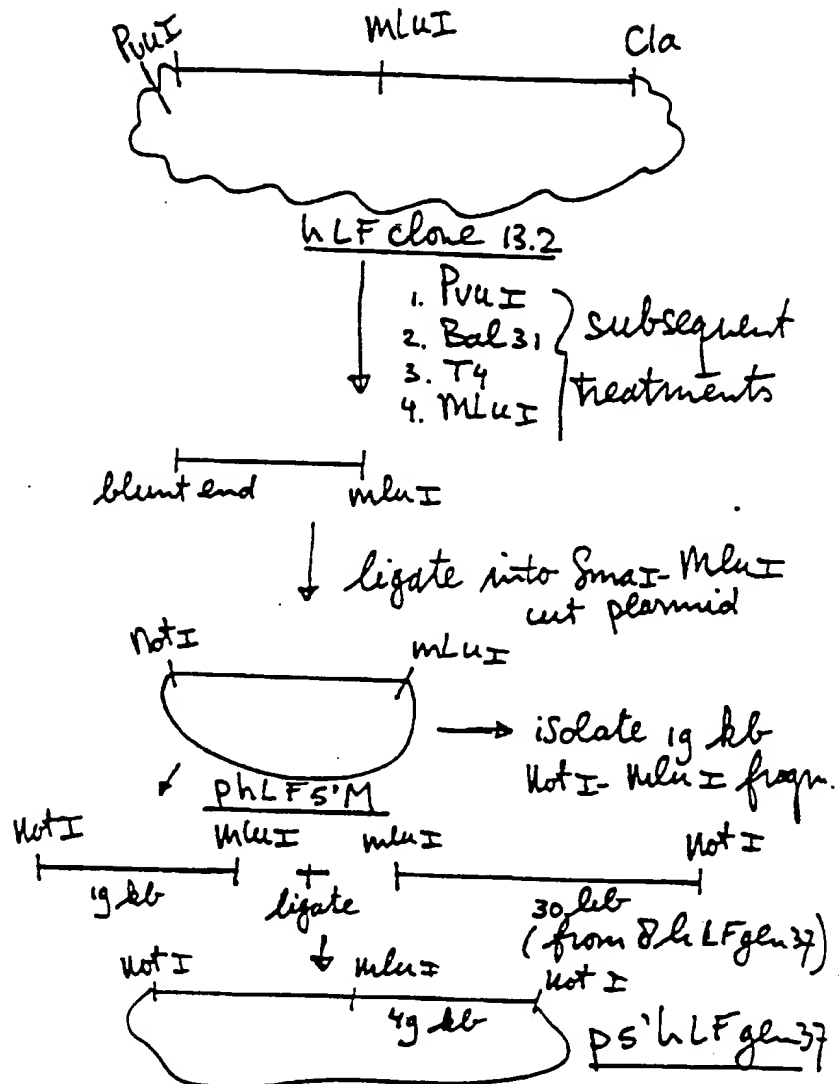 PvuI mLuI Cla
hLF clone 13.2
1. PvuI
2. Bal31
3. T4
4. MLuI
subsequent
treatments
blunt end mluI
ligate into SmaI-MluI
cut plasmid
NotI mLuI
isolate 19 kb
NotI-MluI fragm.
phLF5'M
NotI MluI mluI NotI
19 kb + 30 kb
ligate (from 8hLFgen37)
NotI mluI NotI
49 kb
p5'hLFgen37